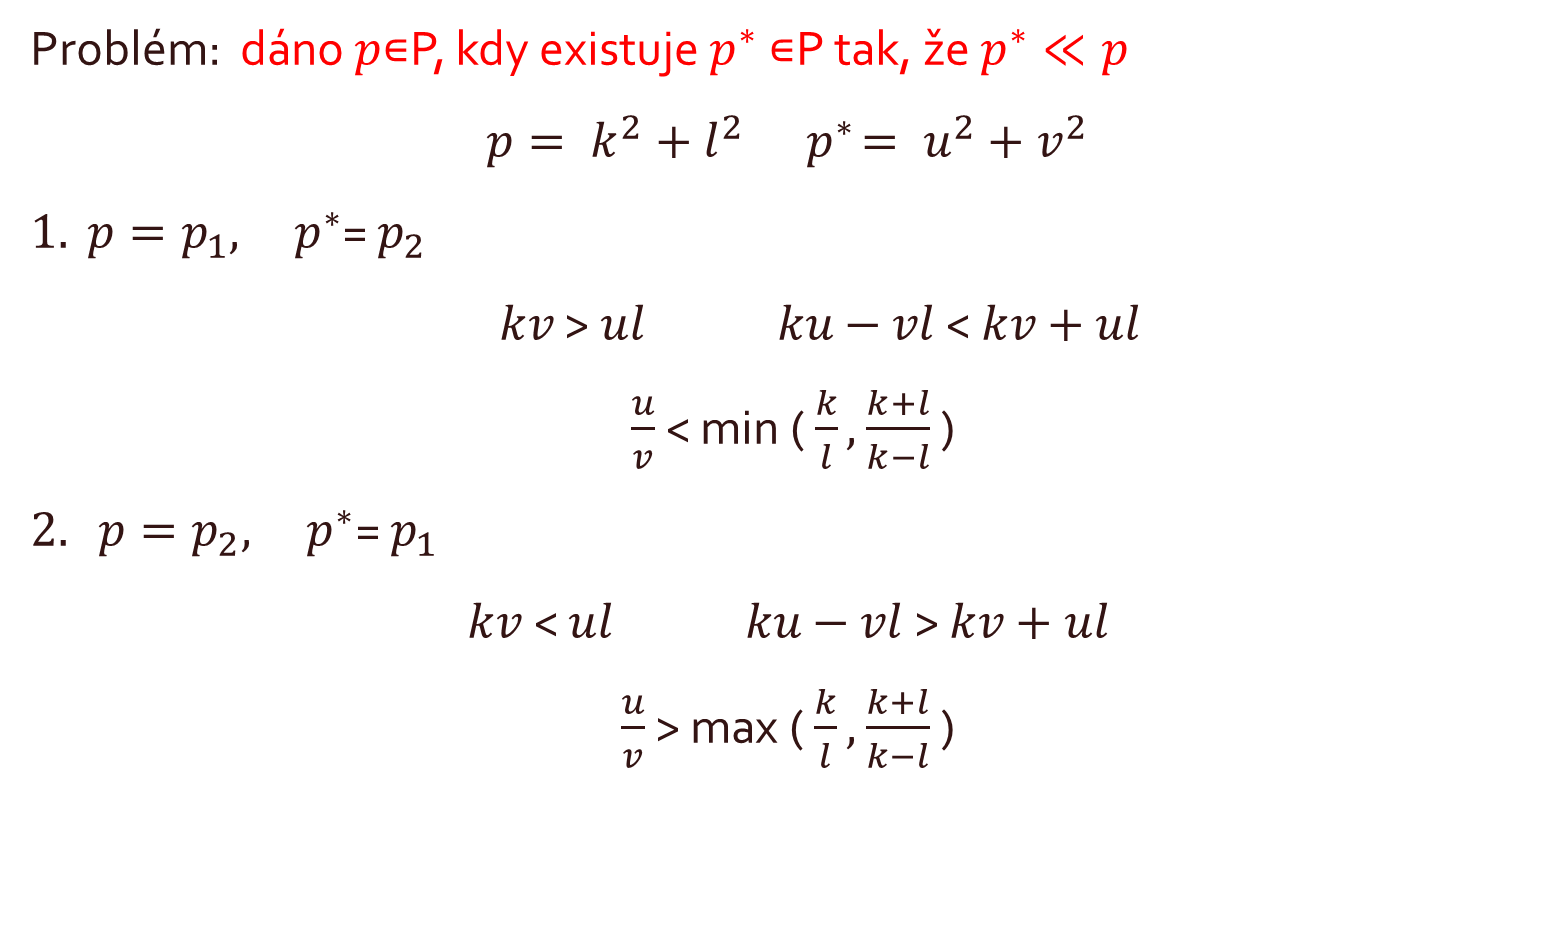 Problém: dáno p∈P, kdy existuje p* ∈P tak, že p* ≪ p
p = k² + l² p* = u² + v²
1. p = p₁, p* = p₂
kv > ul ku − vl < kv + ul
u/v < min ( k/l , (k+l)/(k−l) )
2. p = p₂, p* = p₁
kv < ul ku − vl > kv + ul
u/v > max ( k/l , (k+l)/(k−l) )